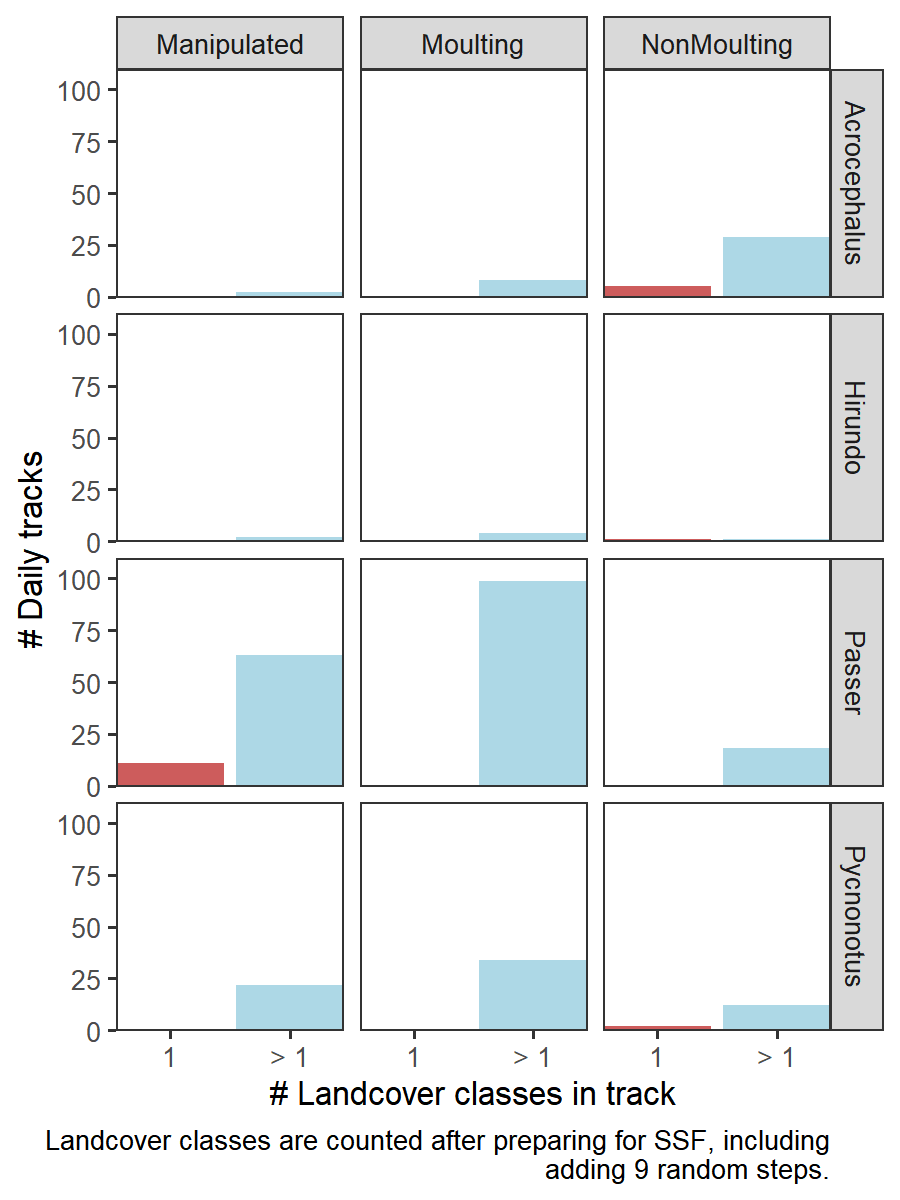 Manipulated Moulting NonMoulting
100
75
50
25
0
Acrocephalus
100
75
50
25
0
Hirundo
100
75
50
25
0
Passer
100
75
50
25
0
Pycnonotus
# Daily tracks
1 > 1 1 > 1 1 > 1
# Landcover classes in track
Landcover classes are counted after preparing for SSF, including
adding 9 random steps.